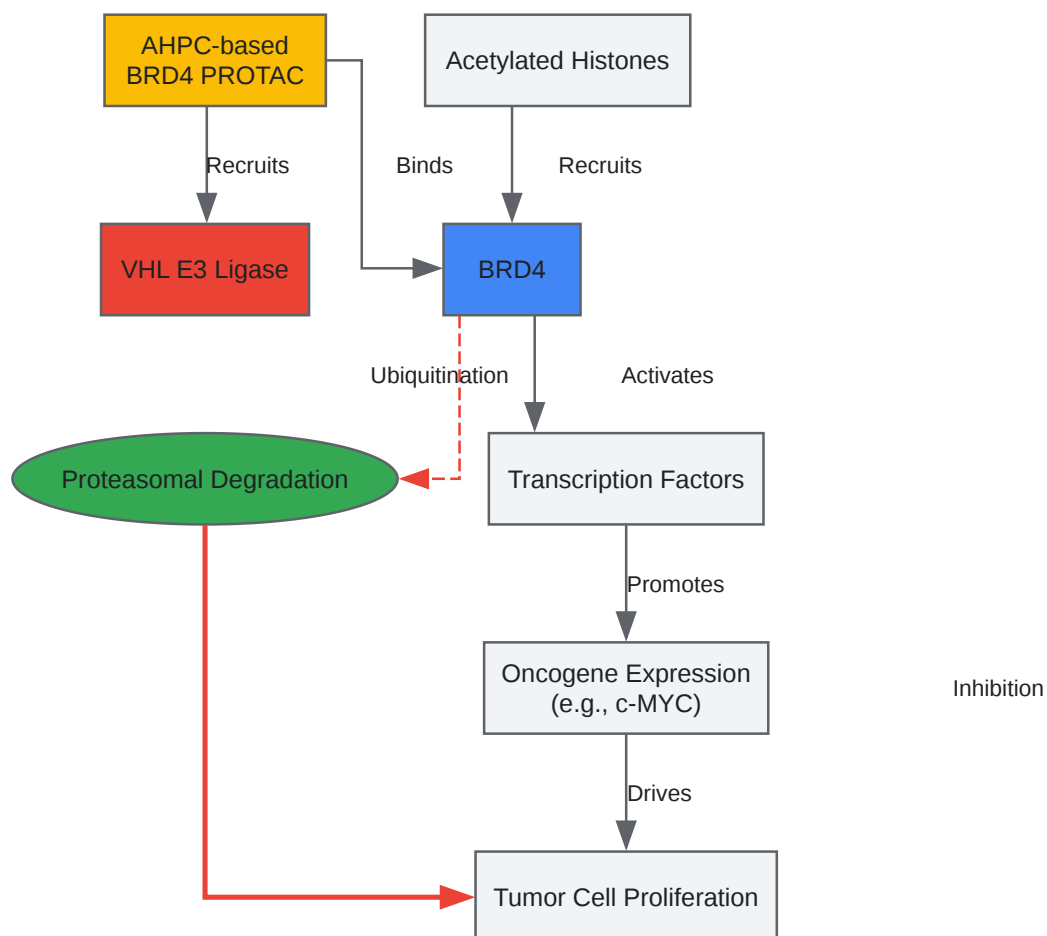 AHPC-based
BRD4 PROTAC
Acetylated Histones
Recruits
Binds
Recruits
VHL E3 Ligase
BRD4
Ubiquitination
Activates
Proteasomal Degradation
Transcription Factors
Promotes
Oncogene Expression
(e.g., c-MYC)
Inhibition
Drives
Tumor Cell Proliferation